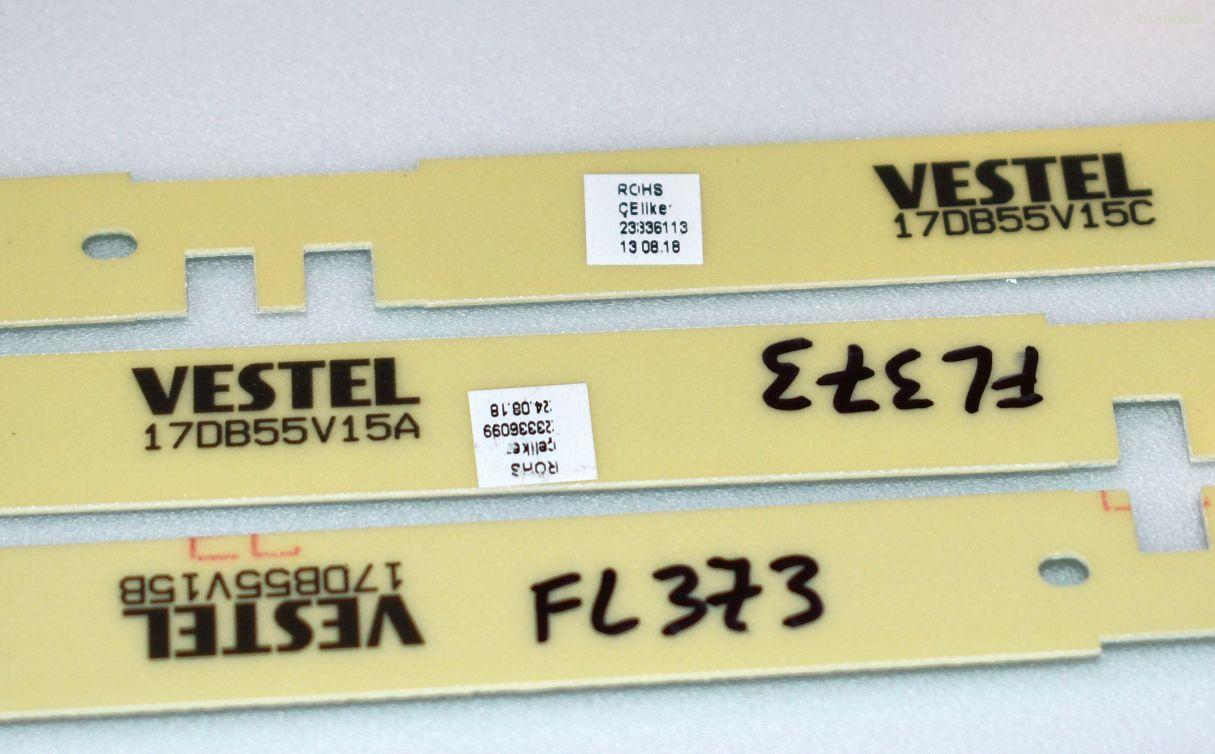 ROHS
ÇEliker
23336113
13.08.18
VESTEL
17DB55V15C
VESTEL
17DB55V15A
ROHS
çeliker
23336099
24.08.18
FL373
VESTEL
17DB55V15B
FL373